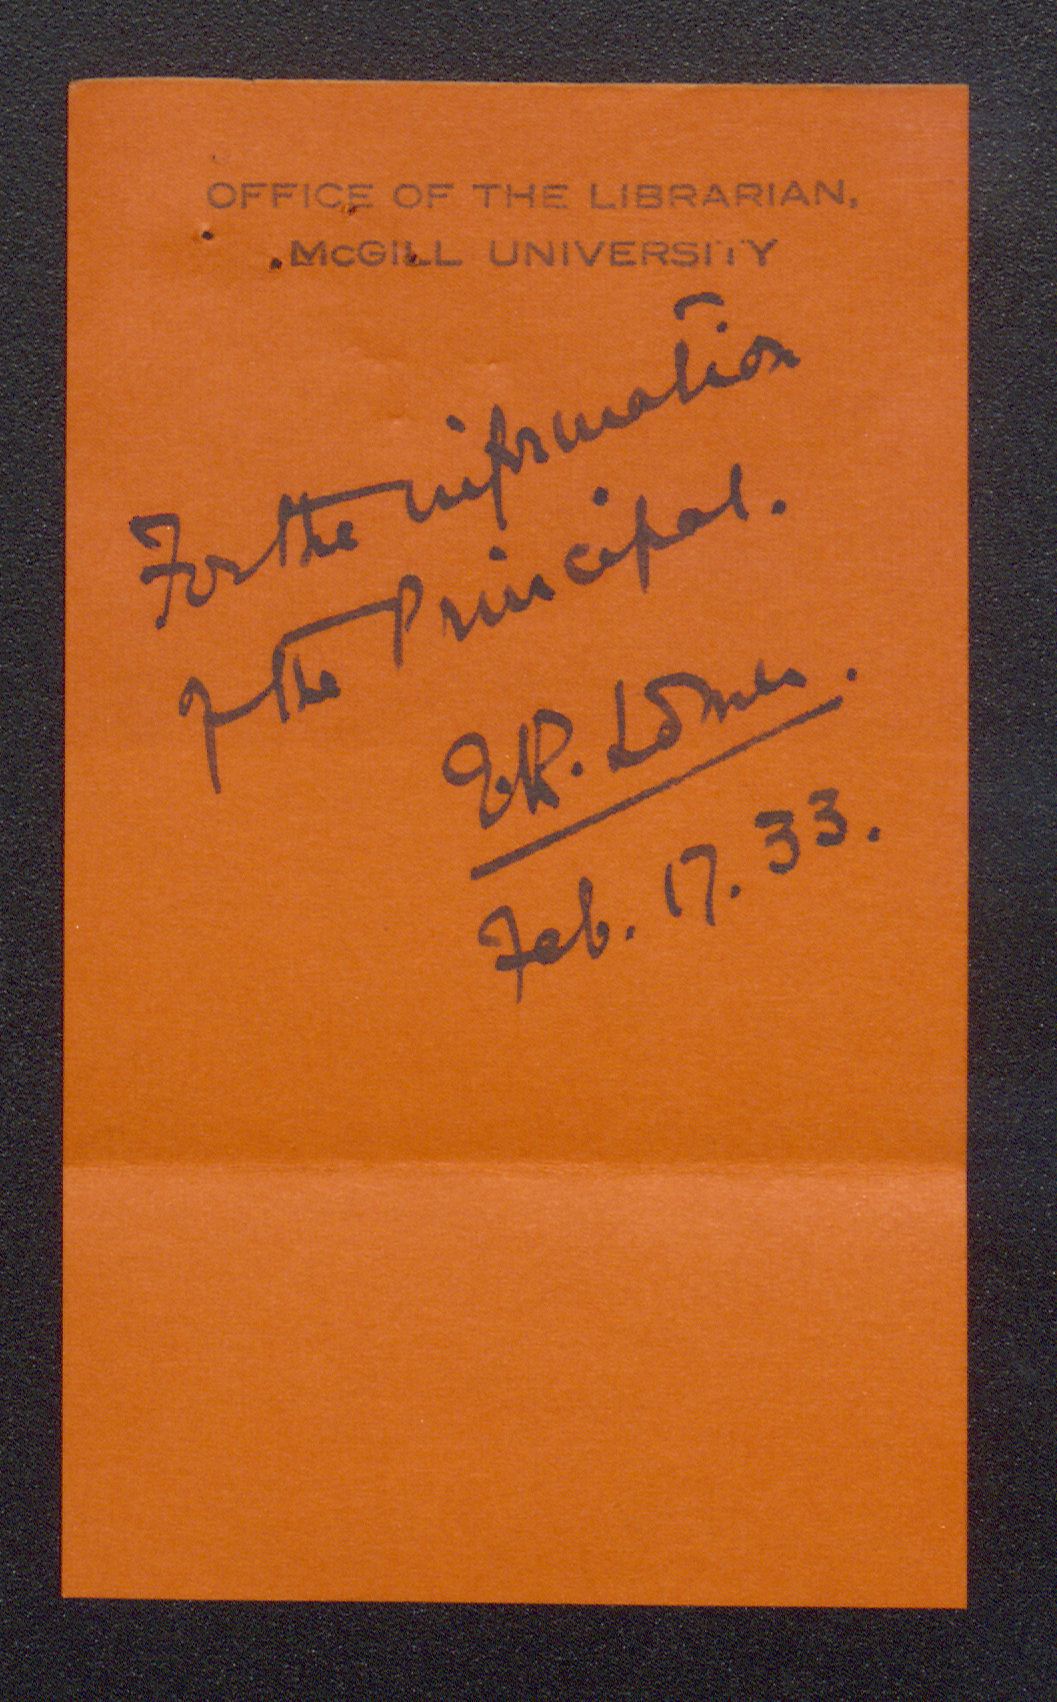 OFFICE OF THE LIBRARIAN,
McGILL UNIVERSITY
For the information
of the Principal.
Feb. 17. 33.